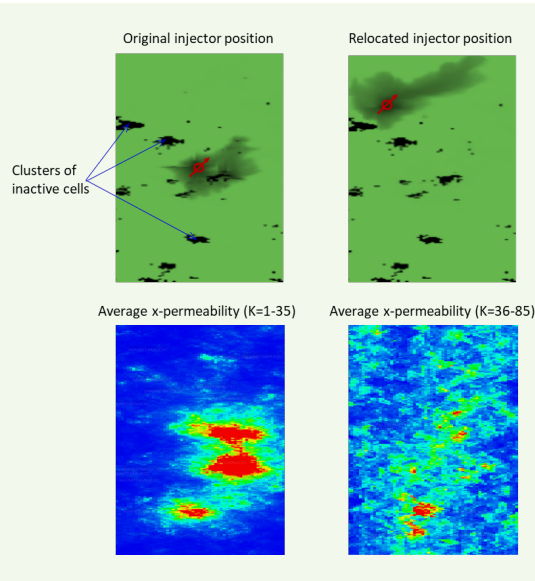 Original injector position
Relocated injector position
Clusters of
inactive cells
Average x-permeability (K=1-35)
Average x-permeability (K=36-85)